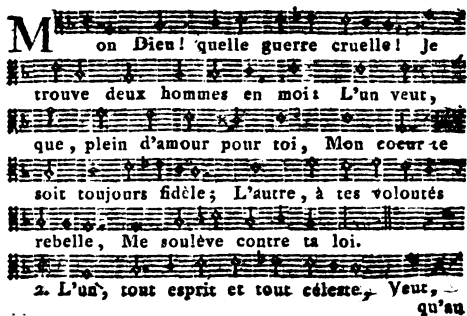 Mon Dieu! quelle guerre cruelle! Je
trouve deux hommes en moi: L'un veut,
que, plein d'amour pour toi, Mon cœur te
soit toujours fidèle; L'autre, à tes volontés
rebelle, Me soulève contre ta loi.
2. L'un, tout esprit et tout céleste, Veut,
qu'au